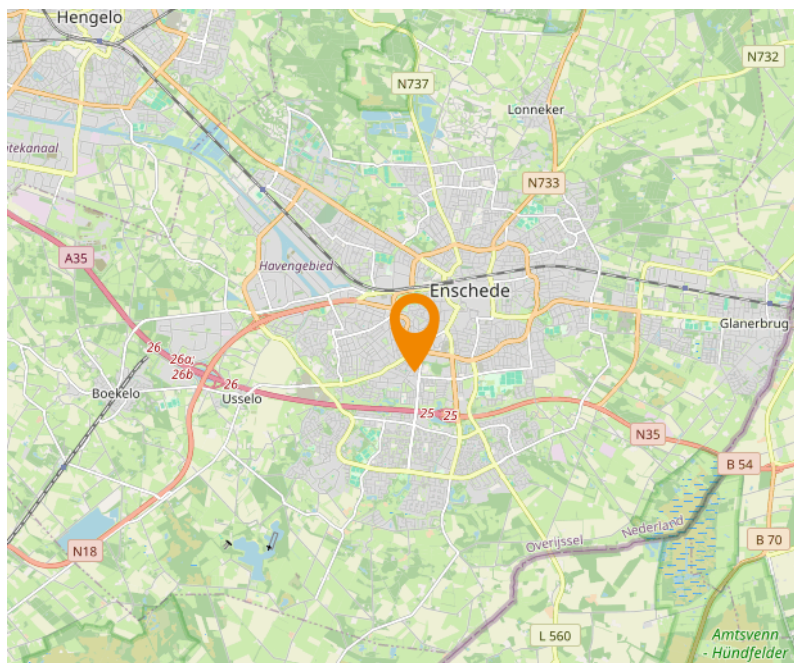 Hengelo
N732
N737
Lonneker
tekanaal
N733
A35
Havengebied
Enschede
Glanerbrug
26
26a;
26b
26
Boekelo
Usselo
25
25
N35
B 54
Nederland
Overijssel
N18
B 70
L 560
Amtsvenn
- Hündfelder